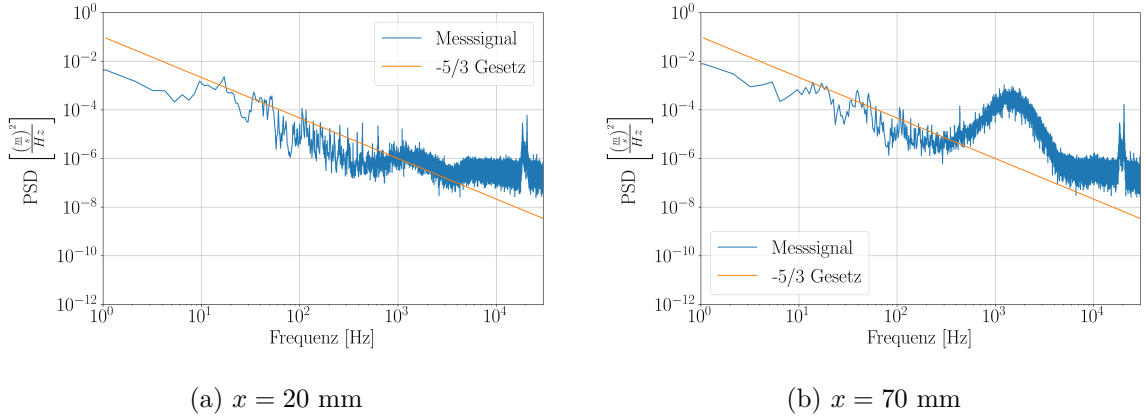 10^0
10^{-2}
10^{-4}
10^{-6}
10^{-8}
10^{-10}
10^{-12}
PSD [(m/s)^2/Hz]
10^0 10^1 10^2 10^3 10^4
Frequenz [Hz]
Messsignal
-5/3 Gesetz
(a) x = 20 mm
10^0
10^{-2}
10^{-4}
10^{-6}
10^{-8}
10^{-10}
10^{-12}
PSD [(m/s)^2/Hz]
10^0 10^1 10^2 10^3 10^4
Frequenz [Hz]
Messsignal
-5/3 Gesetz
(b) x = 70 mm